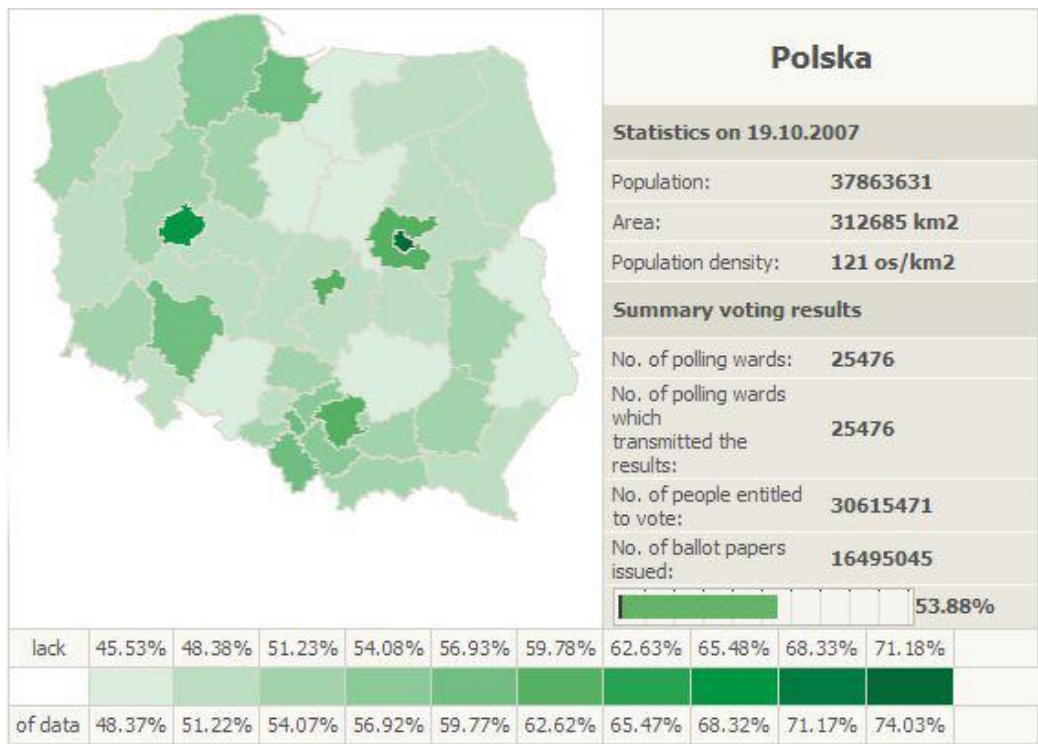 Polska
Statistics on 19.10.2007
Population: 37863631
Area: 312685 km2
Population density: 121 os/km2
Summary voting results
No. of polling wards: 25476
No. of polling wards
which
transmitted the
results:
25476
No. of people entitled
to vote:
30615471
No. of ballot papers
issued:
16495045
53.88%
lack 45.53% 48.38% 51.23% 54.08% 56.93% 59.78% 62.63% 65.48% 68.33% 71.18%
of data 48.37% 51.22% 54.07% 56.92% 59.77% 62.62% 65.47% 68.32% 71.17% 74.03%